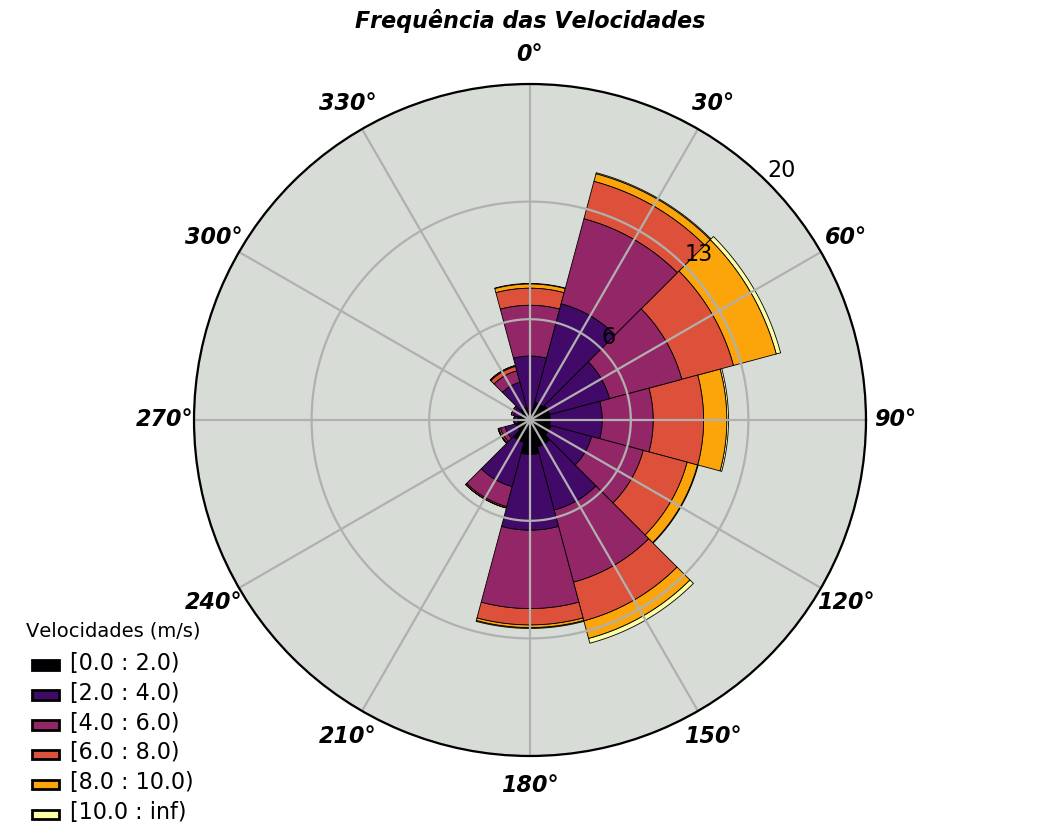 Frequência das Velocidades
0°
330°
30°
20
300°
60°
13
6
270°
90°
240°
120°
210°
150°
180°
Velocidades (m/s)
[0.0 : 2.0)
[2.0 : 4.0)
[4.0 : 6.0)
[6.0 : 8.0)
[8.0 : 10.0)
[10.0 : inf)